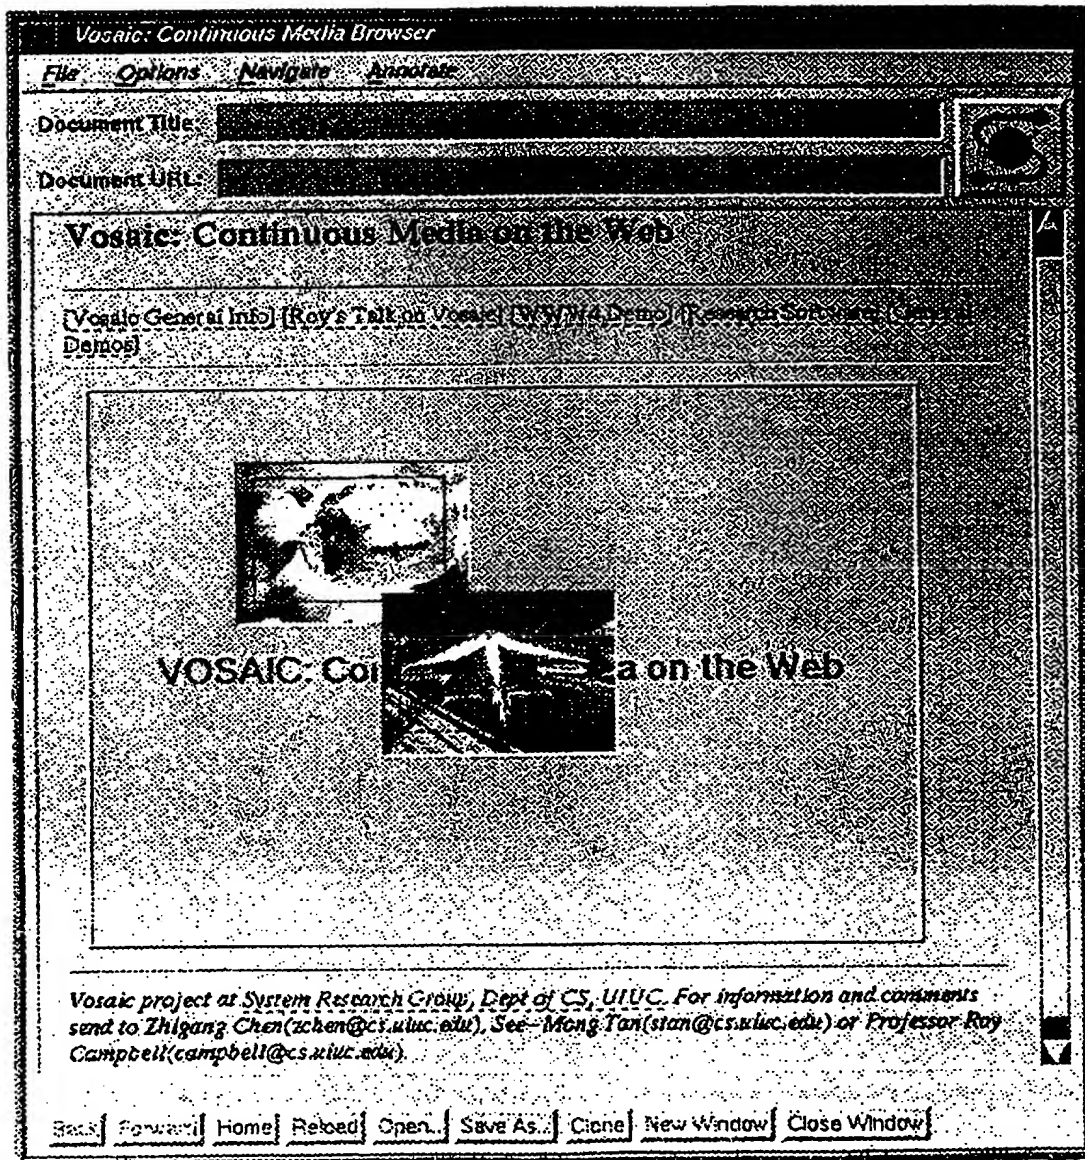 Vosaic: Continuous Media Browser
File Options Navigate Annotate
Document Title:
Document URL:
Vosaic: Continuous Media on the Web
[Vosaic General Info] [Roy's Talk on Vosaic] [WWW4 Demo] [Research Software] [General
Demos]
VOSAIC: Con a on the Web
Vosaic project at System Research Group, Dept of CS, UIUC. For information and comments
send to Zhigang Chen(zchen@cs.uiuc.edu), See-Mong Tan(stan@cs.uiuc.edu) or Professor Roy
Campbell(campbell@cs.uiuc.edu)
Back Forward Home Reload Open... Save As... Clone New Window Close Window